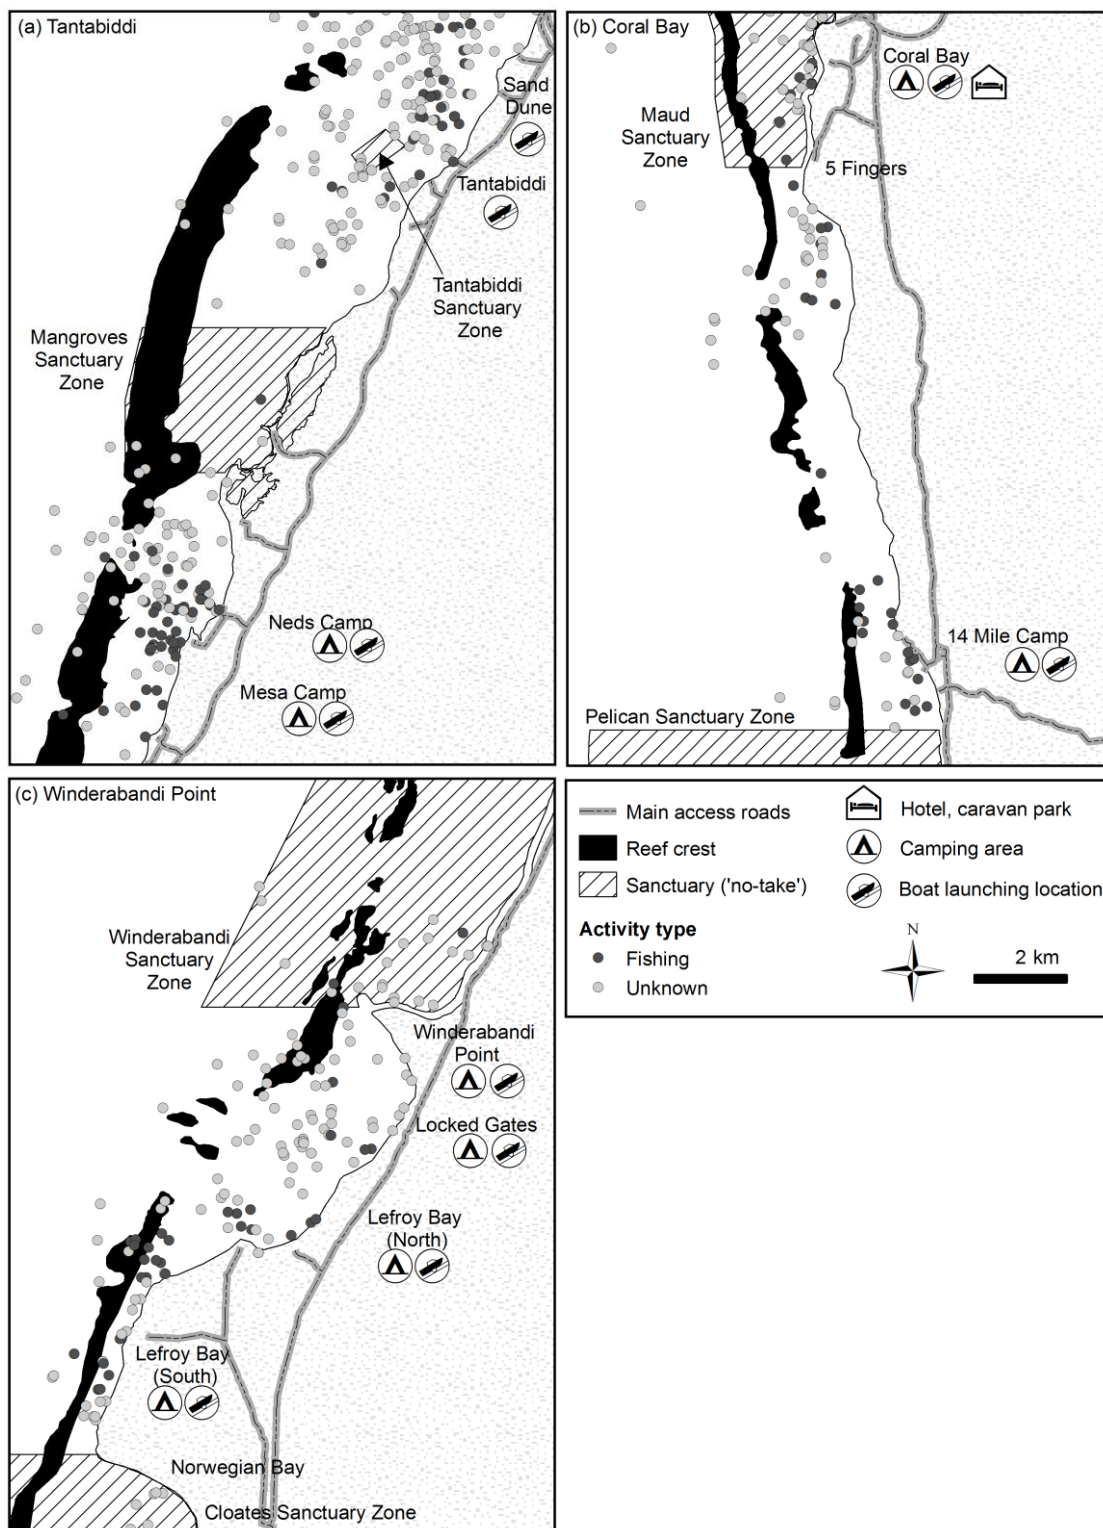 (a) Tantabiddi
Sand
Dune
Tantabiddi
Tantabiddi
Sanctuary
Zone
Mangroves
Sanctuary
Zone
Neds Camp
Mesa Camp
(b) Coral Bay
Coral Bay
Maud
Sanctuary
Zone
5 Fingers
14 Mile Camp
Pelican Sanctuary Zone
(c) Winderabandi Point
Winderabandi
Sanctuary
Zone
Winderabandi
Point
Locked Gates
Lefroy Bay
(North)
Lefroy Bay
(South)
Norwegian Bay
Cloates Sanctuary Zone
Main access roads
Reef crest
Sanctuary ('no-take')
Hotel, caravan park
Camping area
Boat launching location
Activity type
Fishing
Unknown
N
2 km